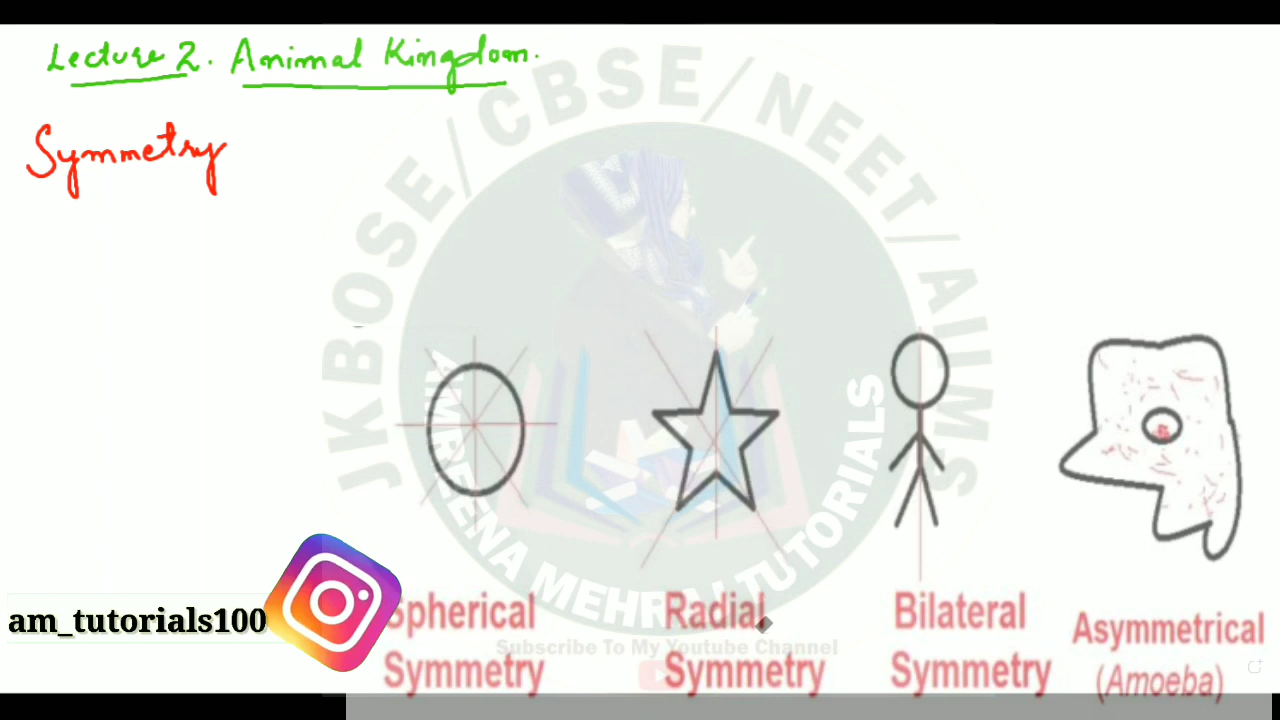 Lecture 2. Animal Kingdom.
Symmetry
JKBOSE/CBSE/NEET/AIIMS
AMREENA MEHRAJ TUTORIALS
am_tutorials100
Spherical Symmetry
Radial Symmetry
Bilateral Symmetry
Asymmetrical (Amoeba)
Subscribe To My Youtube Channel